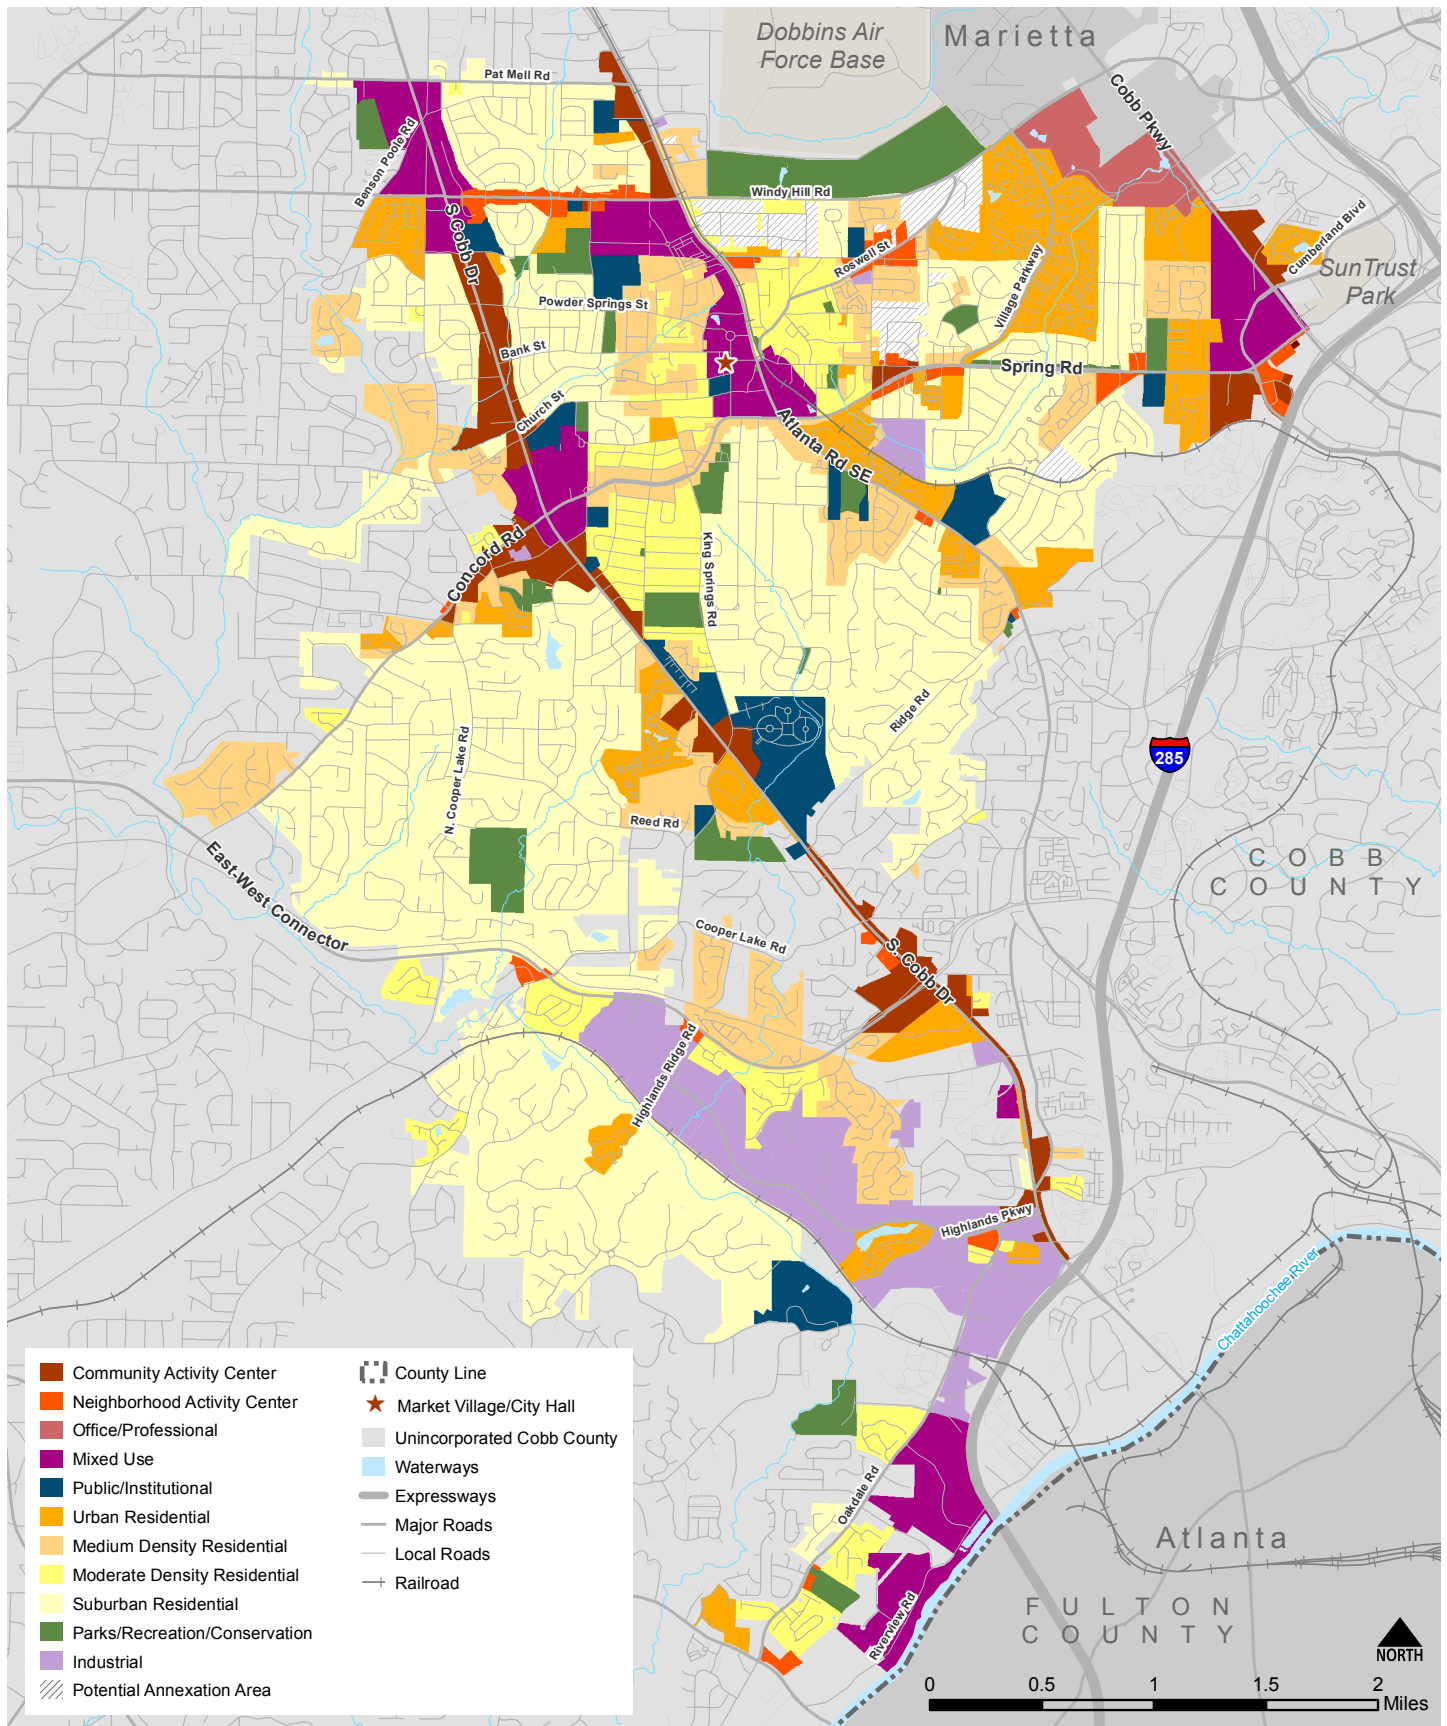 Dobbins Air
Force Base
Marietta
Pat Mell Rd
Cobb Pkwy
Benson Poole Rd
Windy Hill Rd
S Cobb Dr
Cumberland Blvd
Roswell St
Village Parkway
SunTrust
Park
Powder Springs St
Bank St
Spring Rd
Church St
Atlanta Rd SE
Concord Rd
King Springs Rd
Ridge Rd
N. Cooper Lake Rd
285
Reed Rd
East-West Connector
COBB
COUNTY
Cooper Lake Rd
S. Cobb Dr
Highlands Ridge Rd
Highlands Pkwy
Chattahoochee River
Oakdale Rd
Riverview Rd
Atlanta
FULTON
COUNTY
Community Activity Center
Neighborhood Activity Center
Office/Professional
Mixed Use
Public/Institutional
Urban Residential
Medium Density Residential
Moderate Density Residential
Suburban Residential
Parks/Recreation/Conservation
Industrial
Potential Annexation Area
County Line
Market Village/City Hall
Unincorporated Cobb County
Waterways
Expressways
Major Roads
Local Roads
Railroad
NORTH
0 0.5 1 1.5 2
Miles